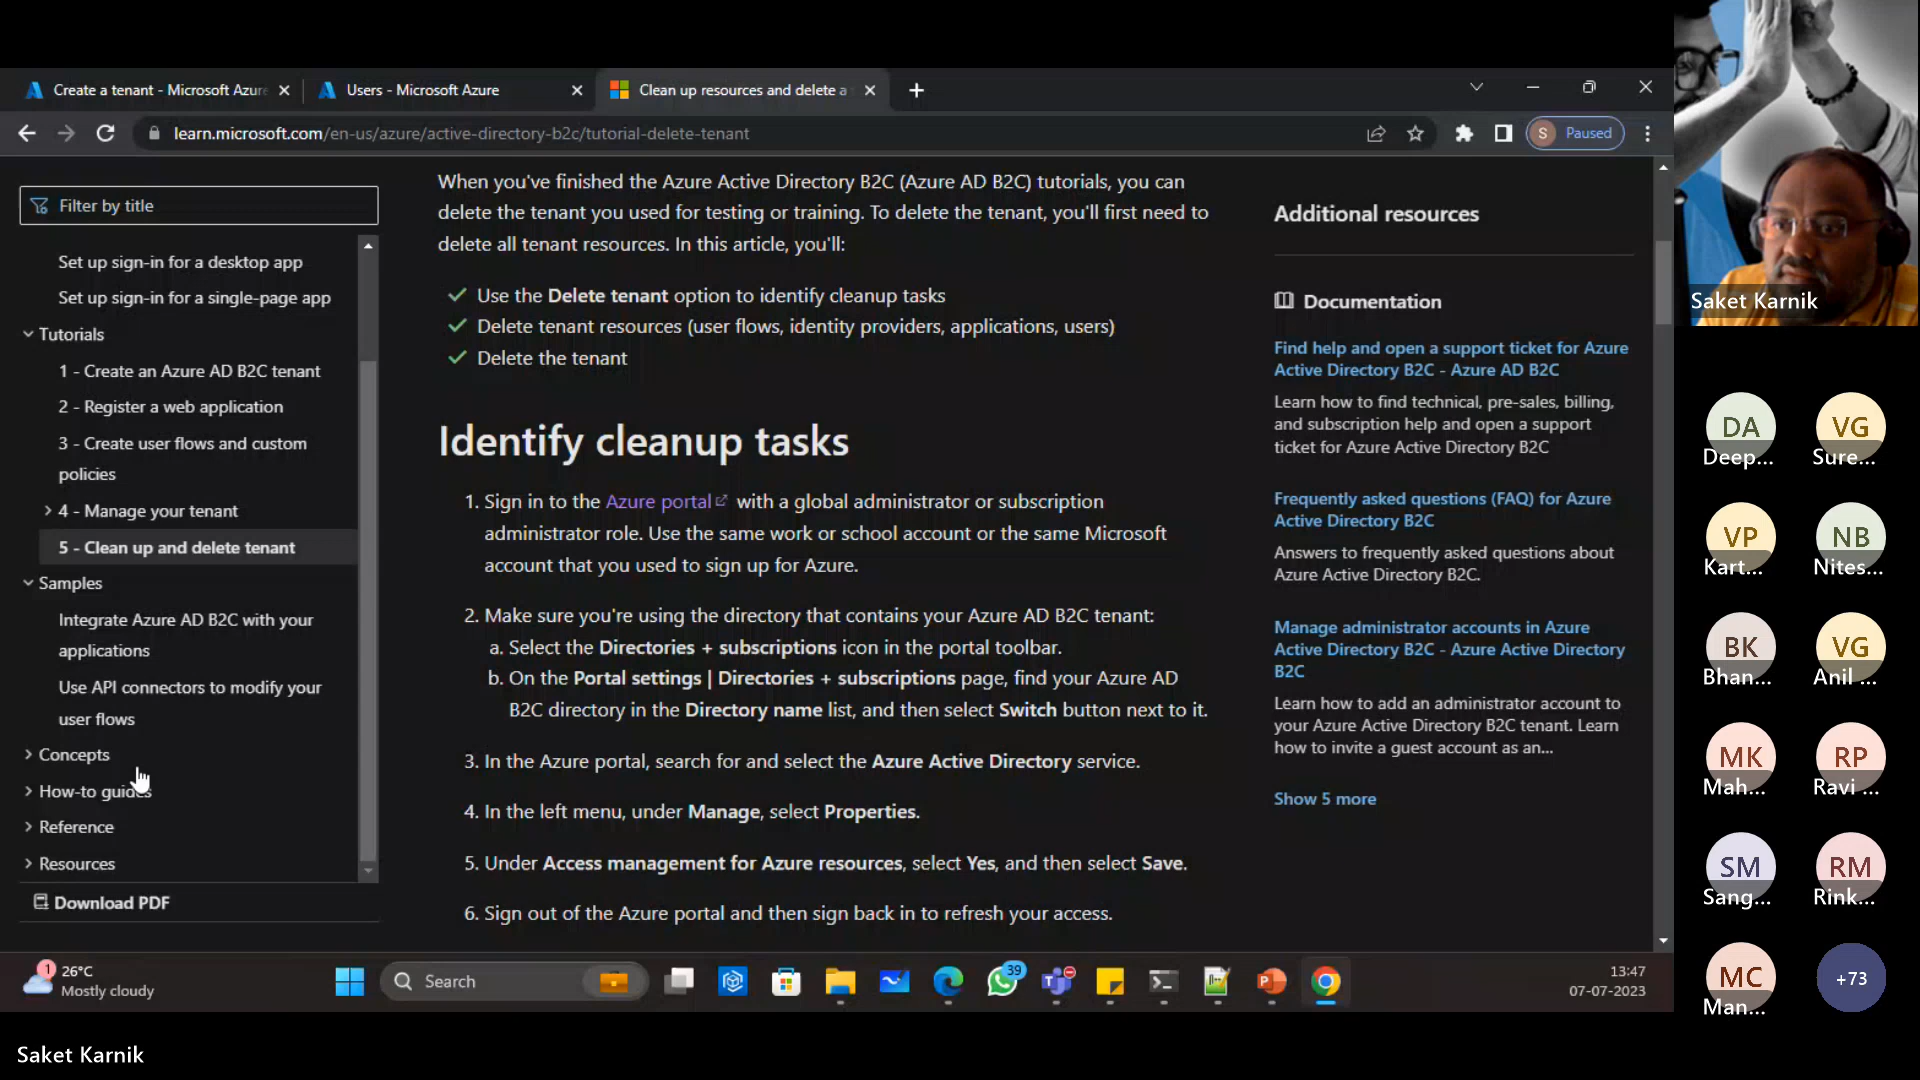 Create a tenant - Microsoft Azur
Users - Microsoft Azure
Clean up resources and delete a
learn.microsoft.com/en-us/azure/active-directory-b2c/tutorial-delete-tenant
S Paused
Filter by title
Set up sign-in for a desktop app
Set up sign-in for a single-page app
Tutorials
1 - Create an Azure AD B2C tenant
2 - Register a web application
3 - Create user flows and custom
policies
4 - Manage your tenant
5 - Clean up and delete tenant
Samples
Integrate Azure AD B2C with your
applications
Use API connectors to modify your
user flows
Concepts
How-to guides
Reference
Resources
Download PDF
When you've finished the Azure Active Directory B2C (Azure AD B2C) tutorials, you can
delete the tenant you used for testing or training. To delete the tenant, you'll first need to
delete all tenant resources. In this article, you'll:
Use the Delete tenant option to identify cleanup tasks
Delete tenant resources (user flows, identity providers, applications, users)
Delete the tenant
Identify cleanup tasks
1. Sign in to the Azure portal with a global administrator or subscription
administrator role. Use the same work or school account or the same Microsoft
account that you used to sign up for Azure.
2. Make sure you're using the directory that contains your Azure AD B2C tenant:
a. Select the Directories + subscriptions icon in the portal toolbar.
b. On the Portal settings | Directories + subscriptions page, find your Azure AD
B2C directory in the Directory name list, and then select Switch button next to it.
3. In the Azure portal, search for and select the Azure Active Directory service.
4. In the left menu, under Manage, select Properties.
5. Under Access management for Azure resources, select Yes, and then select Save.
6. Sign out of the Azure portal and then sign back in to refresh your access.
Additional resources
Documentation
Find help and open a support ticket for Azure
Active Directory B2C - Azure AD B2C
Learn how to find technical, pre-sales, billing,
and subscription help and open a support
ticket for Azure Active Directory B2C
Frequently asked questions (FAQ) for Azure
Active Directory B2C
Answers to frequently asked questions about
Azure Active Directory B2C.
Manage administrator accounts in Azure
Active Directory B2C - Azure Active Directory
B2C
Learn how to add an administrator account to
your Azure Active Directory B2C tenant. Learn
how to invite a guest account as an...
Show 5 more
1
26°C
Mostly cloudy
Search
39
13:47
07-07-2023
Saket Karnik
DA
Deep...
VG
Sure...
VP
Kart...
NB
Nites...
BK
Bhan...
VG
Anil ...
MK
Mah...
RP
Ravi ...
SM
Sang...
RM
Rink...
MC
Man...
+73
Saket Karnik